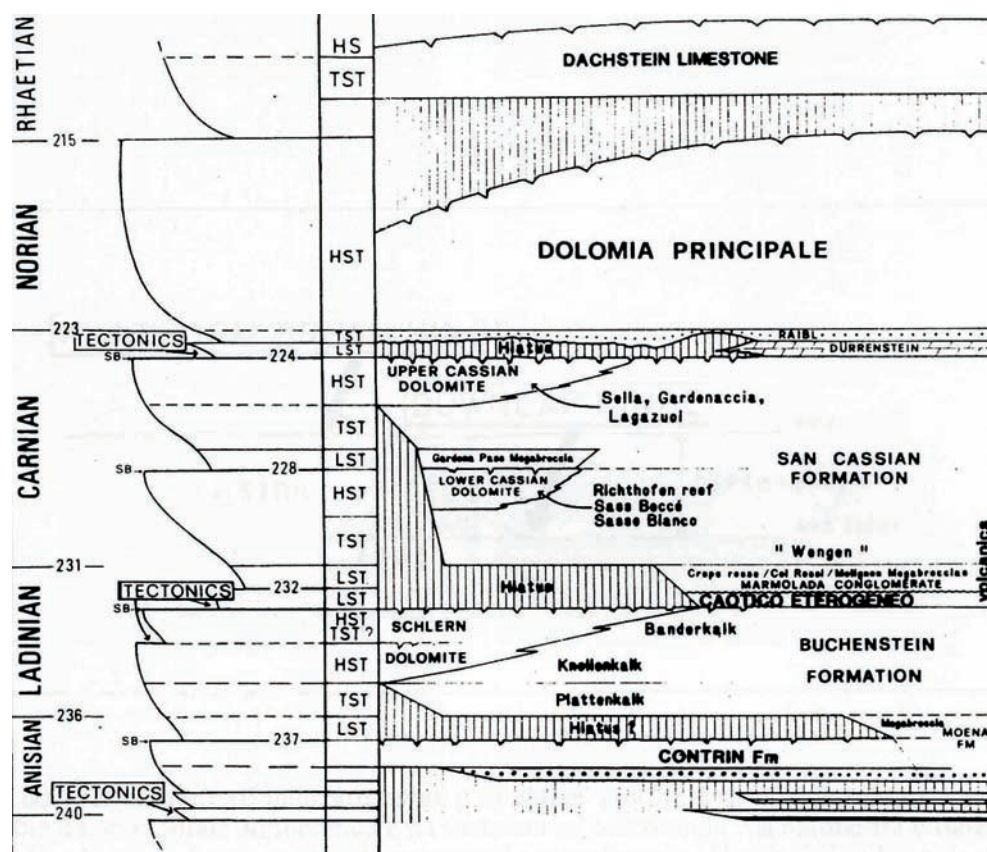 RHAETIAN
HS
TST
DACHSTEIN LIMESTONE
215
NORIAN
HST
DOLOMIA PRINCIPALE
223
TECTONICS
SB
224
TST
LST
Hiatus
RAIBL
DÜRRENSTEIN
CARNIAN
HST
UPPER CASSIAN
DOLOMITE
Sella, Gardenaccia,
Lagazuoi
TST
SB
228
LST
Gardena Pass Megabreccia
SAN CASSIAN
FORMATION
HST
LOWER CASSIAN
DOLOMITE
Richthofen reef
Sass Beccé
Sasso Bianco
TST
231
" Wengen "
LADINIAN
TECTONICS
232
LST
Hiatus
Megabreccias
MARMOLADA CONGLOMERATE
volcanics
SB
LST
CAOTICO ETEROGENEO
HST
TST ?
SCHLERN
DOLOMITE
Banderkalk
BUCHENSTEIN
FORMATION
HST
Knollenkalk
TST
Plattenkalk
ANISIAN
236
SB
237
LST
Hiatus ?
Megabreccia
MOENA
FM
CONTRIN Fm
TECTONICS
240